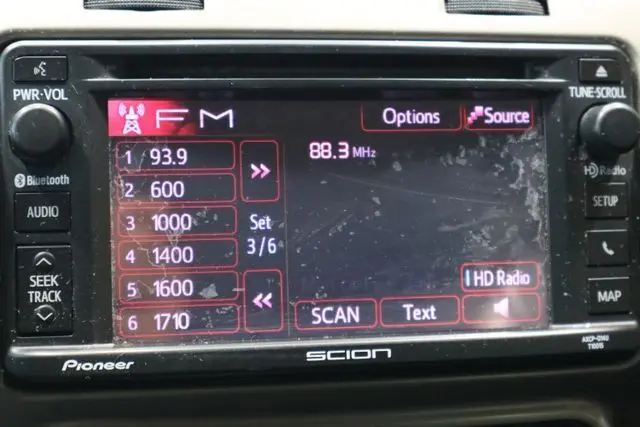 PWR·VOL
TUNE·SCROLL
FM
Options
Source
1 93.9
88.3 MHz
2 600
Bluetooth
HD Radio
AUDIO
SETUP
3 1000
Set
3/6
4 1400
SEEK
TRACK
5 1600
HD Radio
MAP
6 1710
SCAN
Text
Pioneer
SCION
T10015